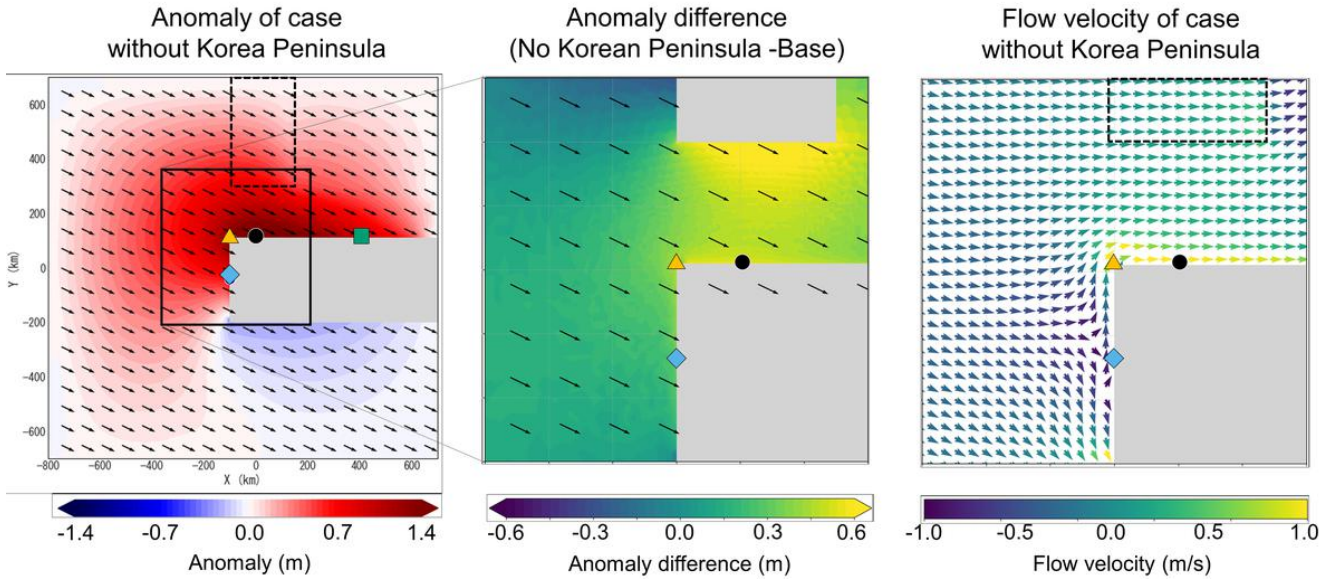 Anomaly of case
without Korea Peninsula
Anomaly difference
(No Korean Peninsula -Base)
Flow velocity of case
without Korea Peninsula
600
400
200
0
-200
-400
-600
Y (km)
-800 -600 -400 -200 0 200 400 600
X (km)
-1.4 -0.7 0.0 0.7 1.4
Anomaly (m)
-0.6 -0.3 0.0 0.3 0.6
Anomaly difference (m)
-1.0 -0.5 0.0 0.5 1.0
Flow velocity (m/s)